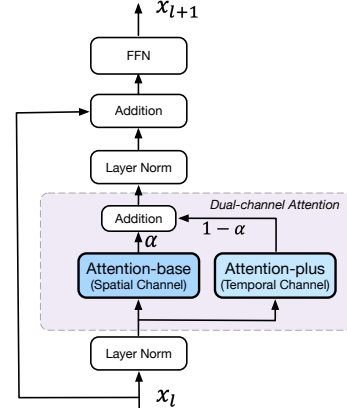 x_{l+1}
FFN
Addition
Layer Norm
Dual-channel Attention
Addition
α
1 − α
Attention-base
(Spatial Channel)
Attention-plus
(Temporal Channel)
Layer Norm
x_l